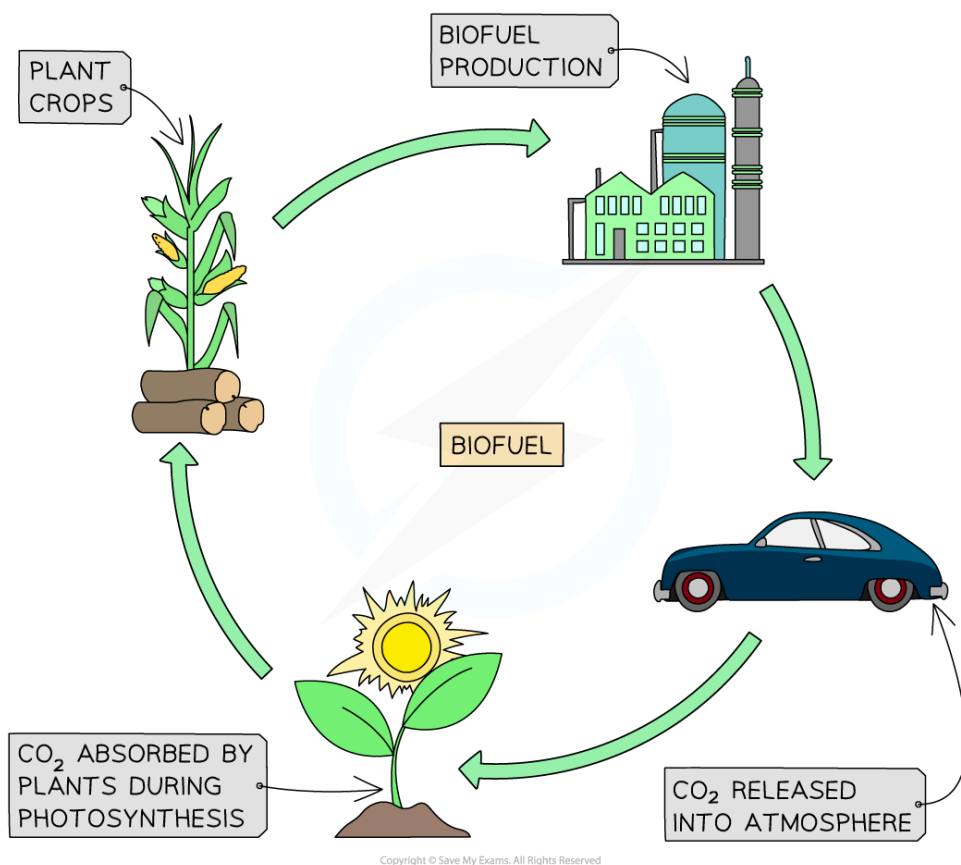 PLANT
CROPS
BIOFUEL
PRODUCTION
BIOFUEL
CO₂ ABSORBED BY
PLANTS DURING
PHOTOSYNTHESIS
CO₂ RELEASED
INTO ATMOSPHERE
Copyright © Save My Exams. All Rights Reserved